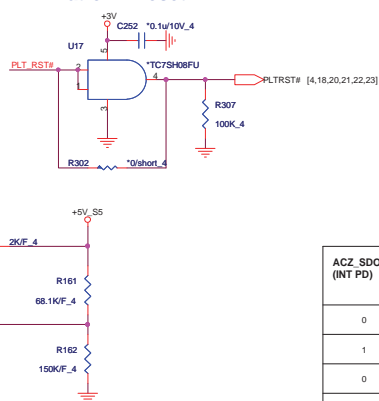 +3V
C252 *0.1u/10V_4
U17
*TC7SH08FU
PLT_RST#
5
2
1
4
3
PLTRST# [4,18,20,21,22,23]
R307
100K_4
R302 *0/short_4
+5V_S5
2K/F_4
R161
68.1K/F_4
R162
150K/F_4
ACZ_SDO
(INT PD)
0
1
0